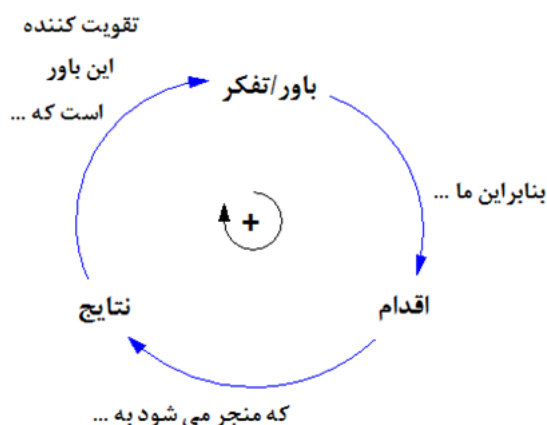 تقویت کننده
این باور
است که ...
باور/تفکر
بنابراین ما ...
+
اقدام
نتایج
که منجر می شود به ...